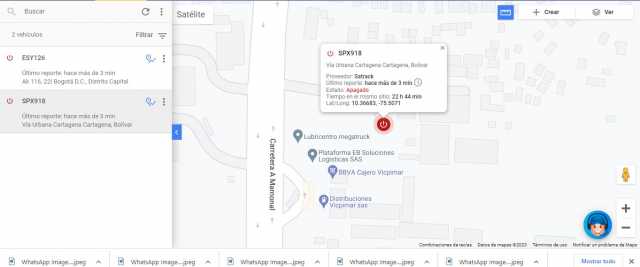 Buscar
2 vehículos
Filtrar
ESY126
Último reporte: hace más de 3 min
Ak 116, 22| Bogotá D.C., Distrito Capital
SPX918
Último reporte: hace más de 3 min
Vía Urbana Cartagena Cartagena, Bolívar
Satélite
Crear
Ver
SPX918
Vía Urbana Cartagena Cartagena, Bolívar
Proveedor: Satrack
Último reporte: hace más de 3 min
Estado: Apagado
Tiempo en el mismo sitio: 22 h 44 min
Lat/Long: 10.36683, -75.5071
Lubricentro megatruck
Plataforma EB Soluciones
Logisticas SAS
BBVA Cajero Vicpimar
Distribuciones
Vicpimar sas
Carretera A Mamonal
Combinaciones de teclas
Datos de mapas ©2023
Términos de uso
Notificar un problema de Maps
WhatsApp Image....jpeg
WhatsApp Image....jpeg
WhatsApp Image....jpeg
WhatsApp Image....jpeg
WhatsApp Image....jpeg
Mostrar todo